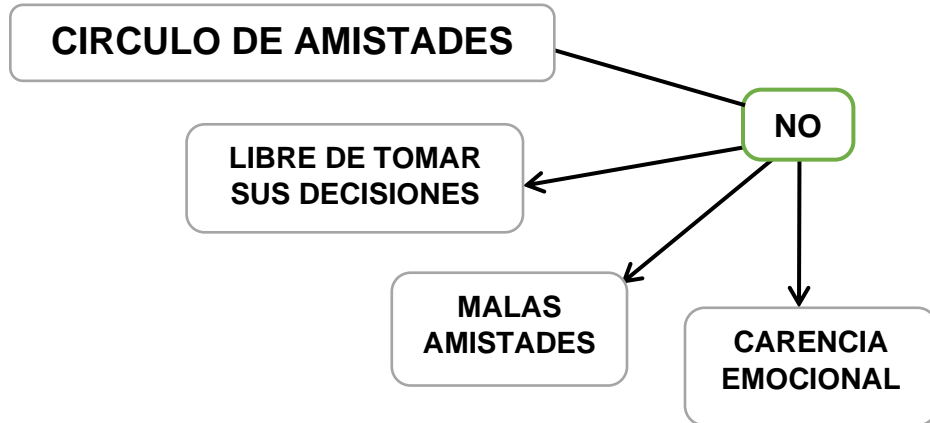 CIRCULO DE AMISTADES
NO
LIBRE DE TOMAR
SUS DECISIONES
MALAS
AMISTADES
CARENCIA
EMOCIONAL